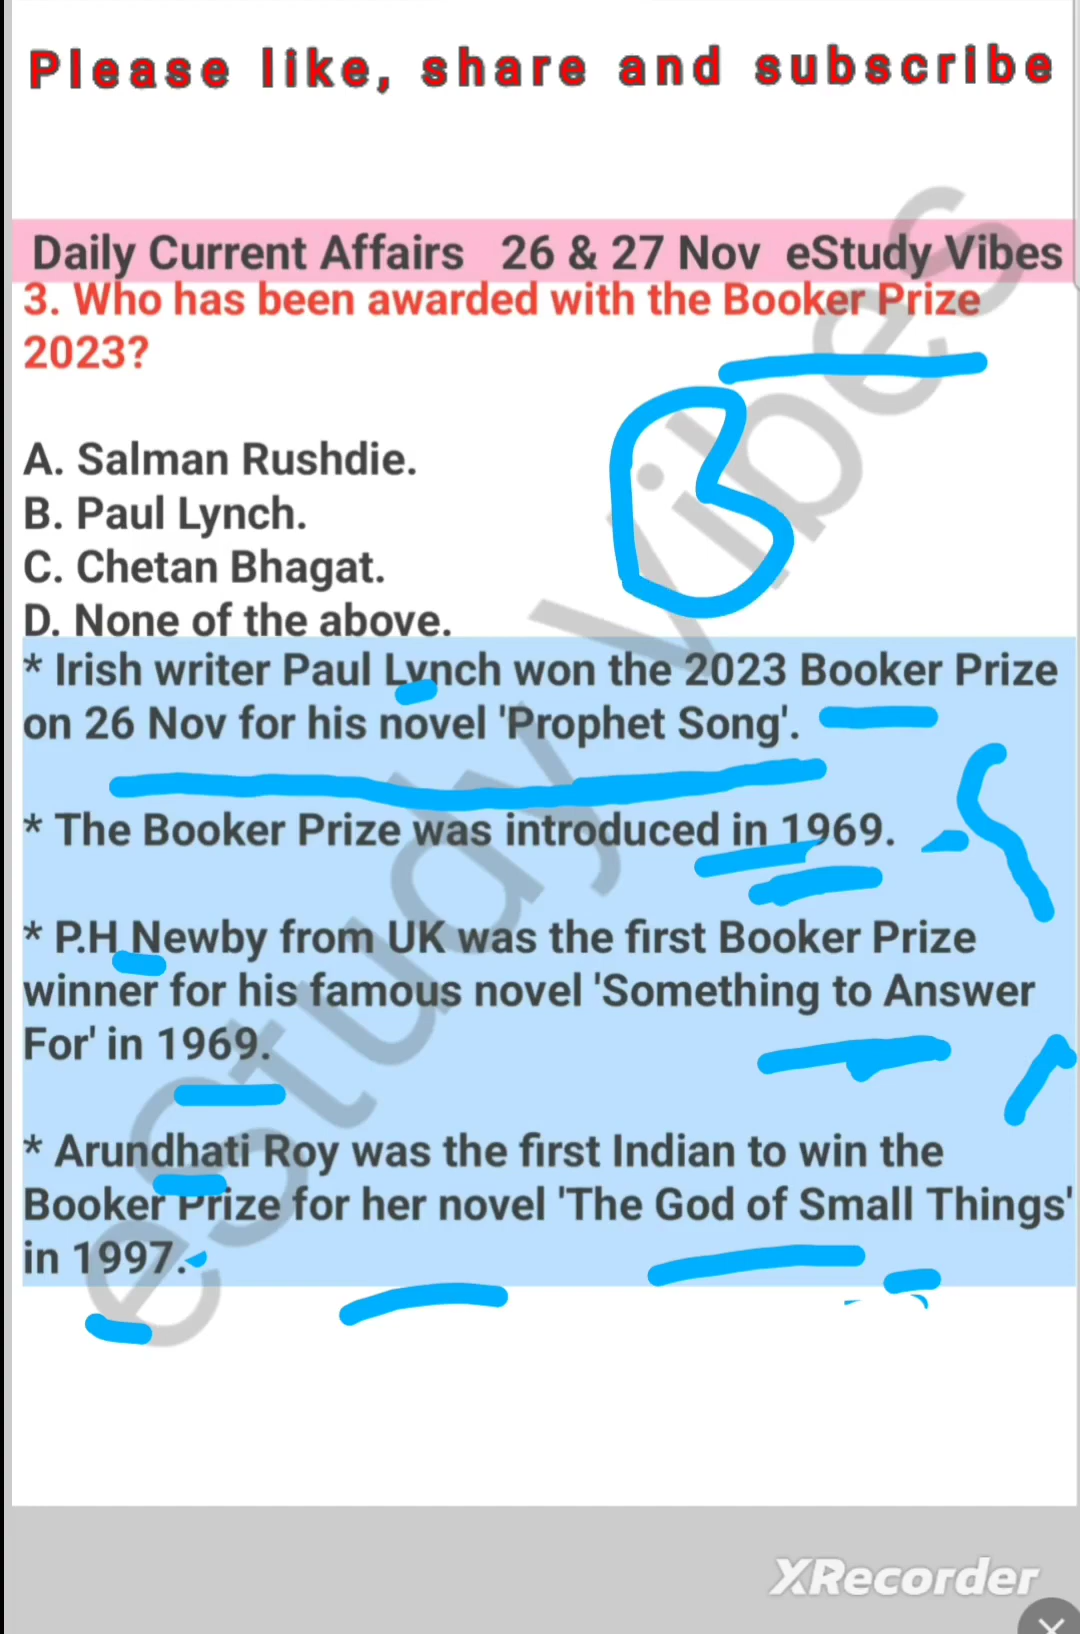 Please like, share and subscribe
Daily Current Affairs 26 & 27 Nov eStudy Vibes
3. Who has been awarded with the Booker Prize
2023?
B
A. Salman Rushdie.
B. Paul Lynch.
C. Chetan Bhagat.
D. None of the above.
* Irish writer Paul Lynch won the 2023 Booker Prize
on 26 Nov for his novel 'Prophet Song'.
* The Booker Prize was introduced in 1969.
* P.H Newby from UK was the first Booker Prize
winner for his famous novel 'Something to Answer
For' in 1969.
* Arundhati Roy was the first Indian to win the
Booker Prize for her novel 'The God of Small Things'
in 1997.
eStudy Vibes
XRecorder